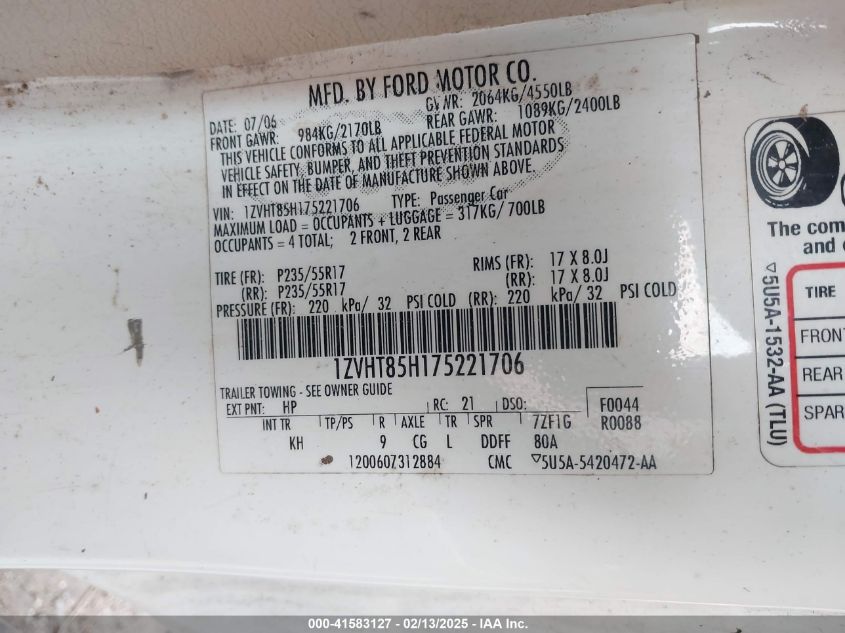 MFD. BY FORD MOTOR CO.
DATE: 07/06 GVWR: 2064KG/4550LB
FRONT GAWR: 984KG/2170LB REAR GAWR: 1089KG/2400LB
THIS VEHICLE CONFORMS TO ALL APPLICABLE FEDERAL MOTOR
VEHICLE SAFETY, BUMPER, AND THEFT PREVENTION STANDARDS
IN EFFECT ON THE DATE OF MANUFACTURE SHOWN ABOVE.
VIN: 1ZVHT85H175221706 TYPE: Passenger Car
MAXIMUM LOAD = OCCUPANTS + LUGGAGE = 317KG/ 700LB
OCCUPANTS = 4 TOTAL; 2 FRONT, 2 REAR
TIRE (FR): P235/55R17 RIMS (FR): 17 X 8.0J
(RR): P235/55R17 (RR): 17 X 8.0J
PRESSURE (FR): 220 kPa/ 32 PSI COLD (RR): 220 kPa/ 32 PSI COLD
1ZVHT85H175221706
TRAILER TOWING - SEE OWNER GUIDE
EXT PNT: HP RC: 21 DSO: F0044
INT TR TP/PS R AXLE TR SPR 7ZF1G R0088
KH 9 CG L DDFF 80A
1200607312884 CMC ▽5U5A-5420472-AA
The com
and
▽5U5A-1532-AA (TLU)
TIRE
FRONT
REAR
SPAR
000-41583127 - 02/13/2025 - IAA Inc.